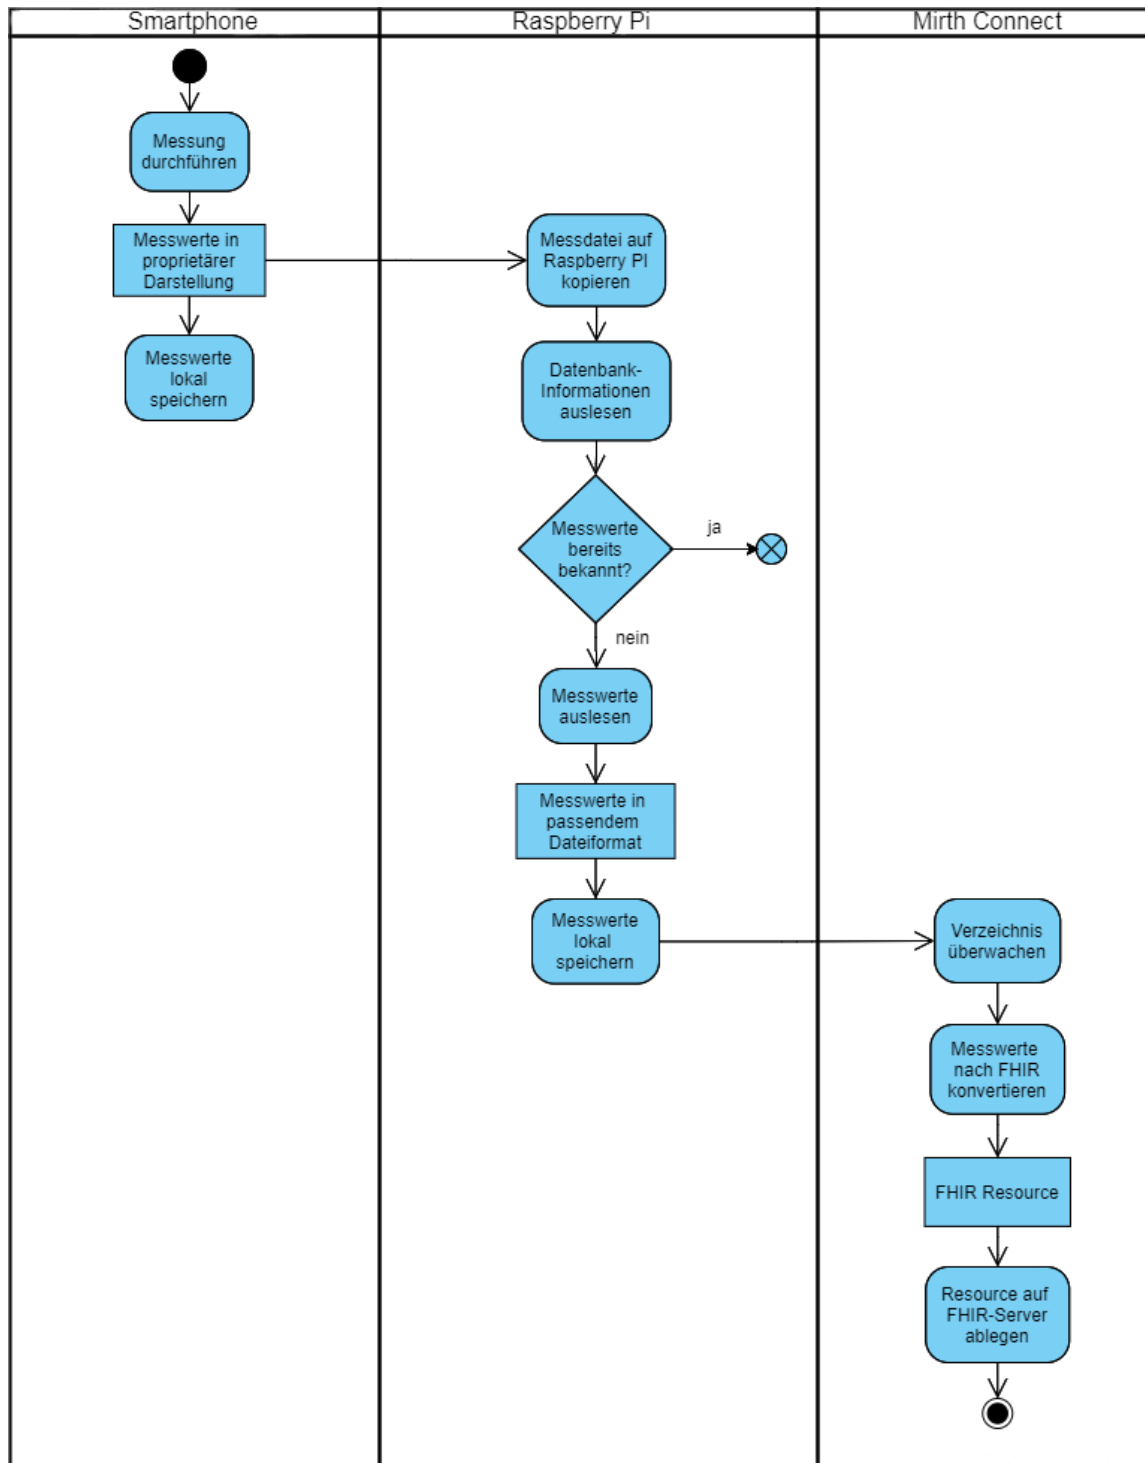 Smartphone
Raspberry Pi
Mirth Connect
Messung
durchführen
Messwerte in
proprietärer
Darstellung
Messwerte
lokal
speichern
Messdatei auf
Raspberry PI
kopieren
Datenbank-
Informationen
auslesen
Messwerte
bereits
bekannt?
ja
nein
Messwerte
auslesen
Messwerte in
passendem
Dateiformat
Messwerte
lokal
speichern
Verzeichnis
überwachen
Messwerte
nach FHIR
konvertieren
FHIR Resource
Resource auf
FHIR-Server
ablegen